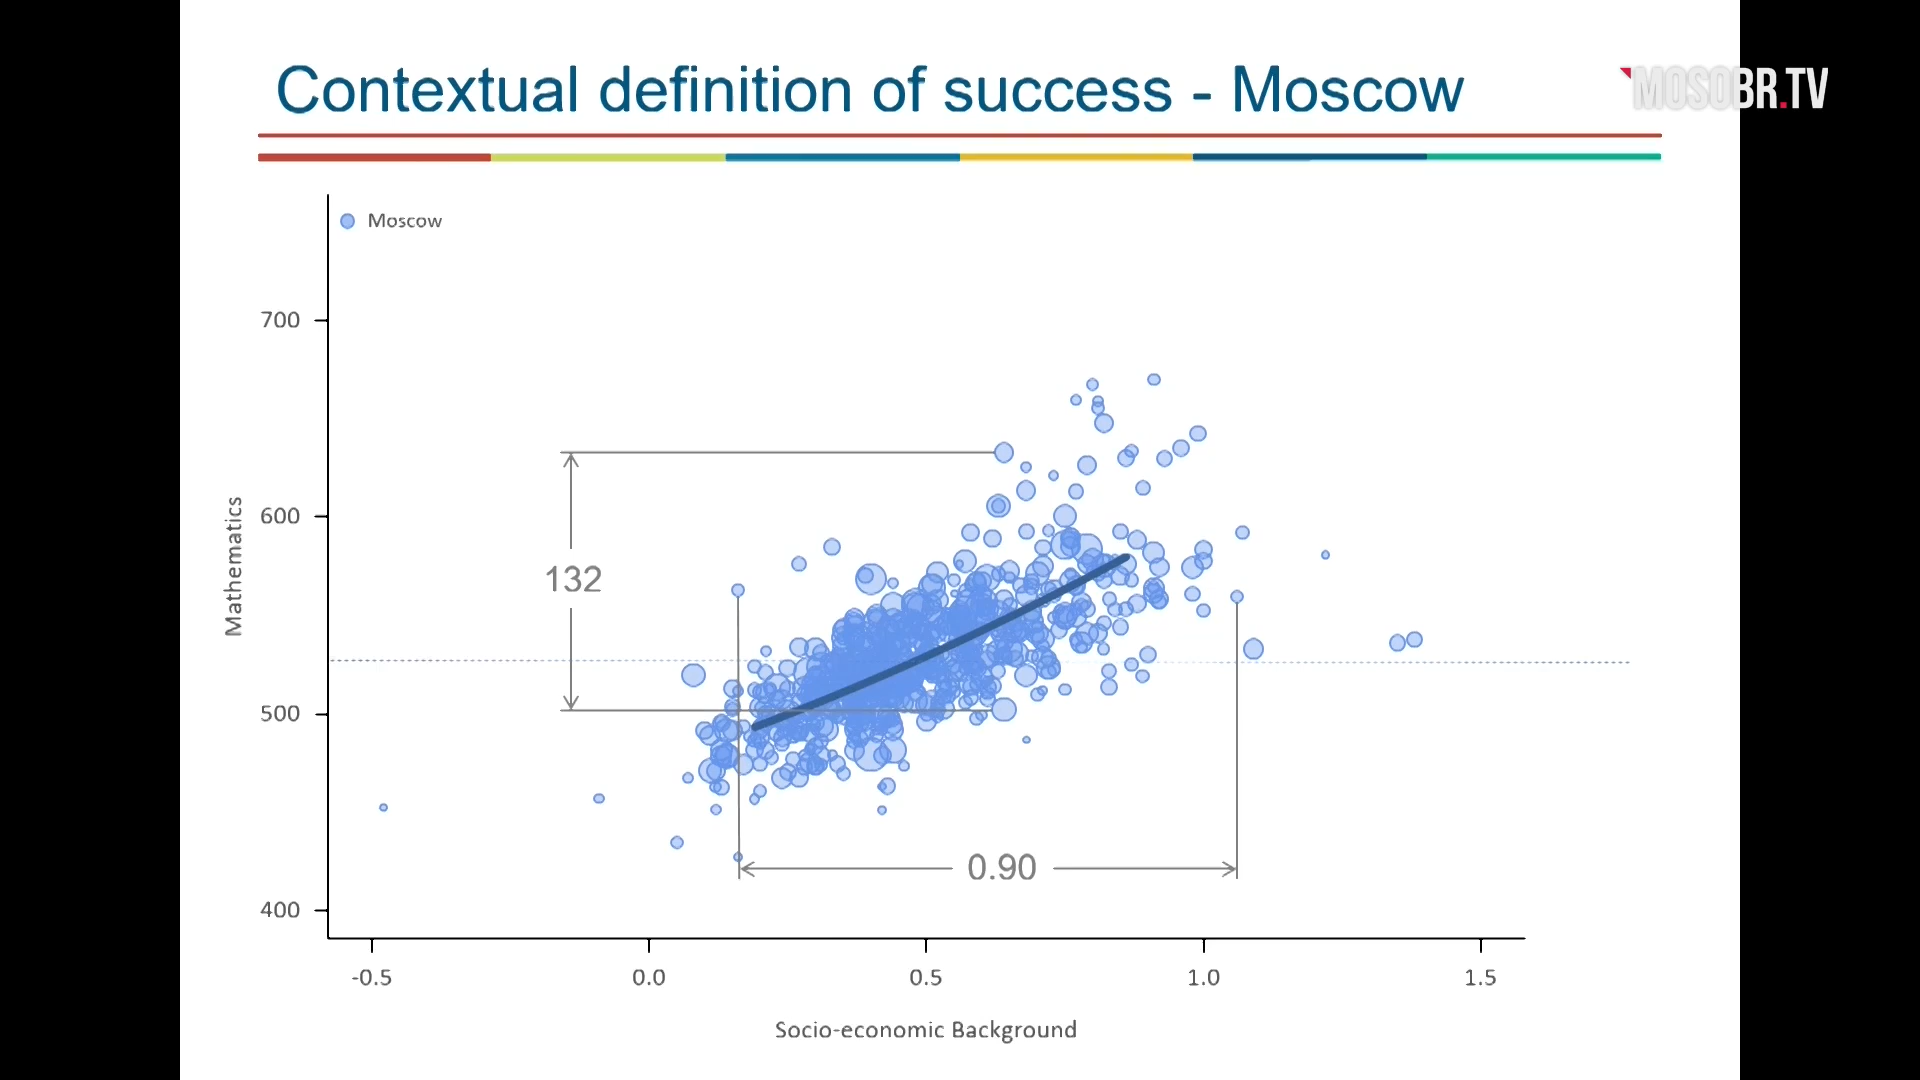 Contextual definition of success - Moscow
MOSOBR.TV
Moscow
700
600
500
400
Mathematics
132
0.90
-0.5
0.0
0.5
1.0
1.5
Socio-economic Background